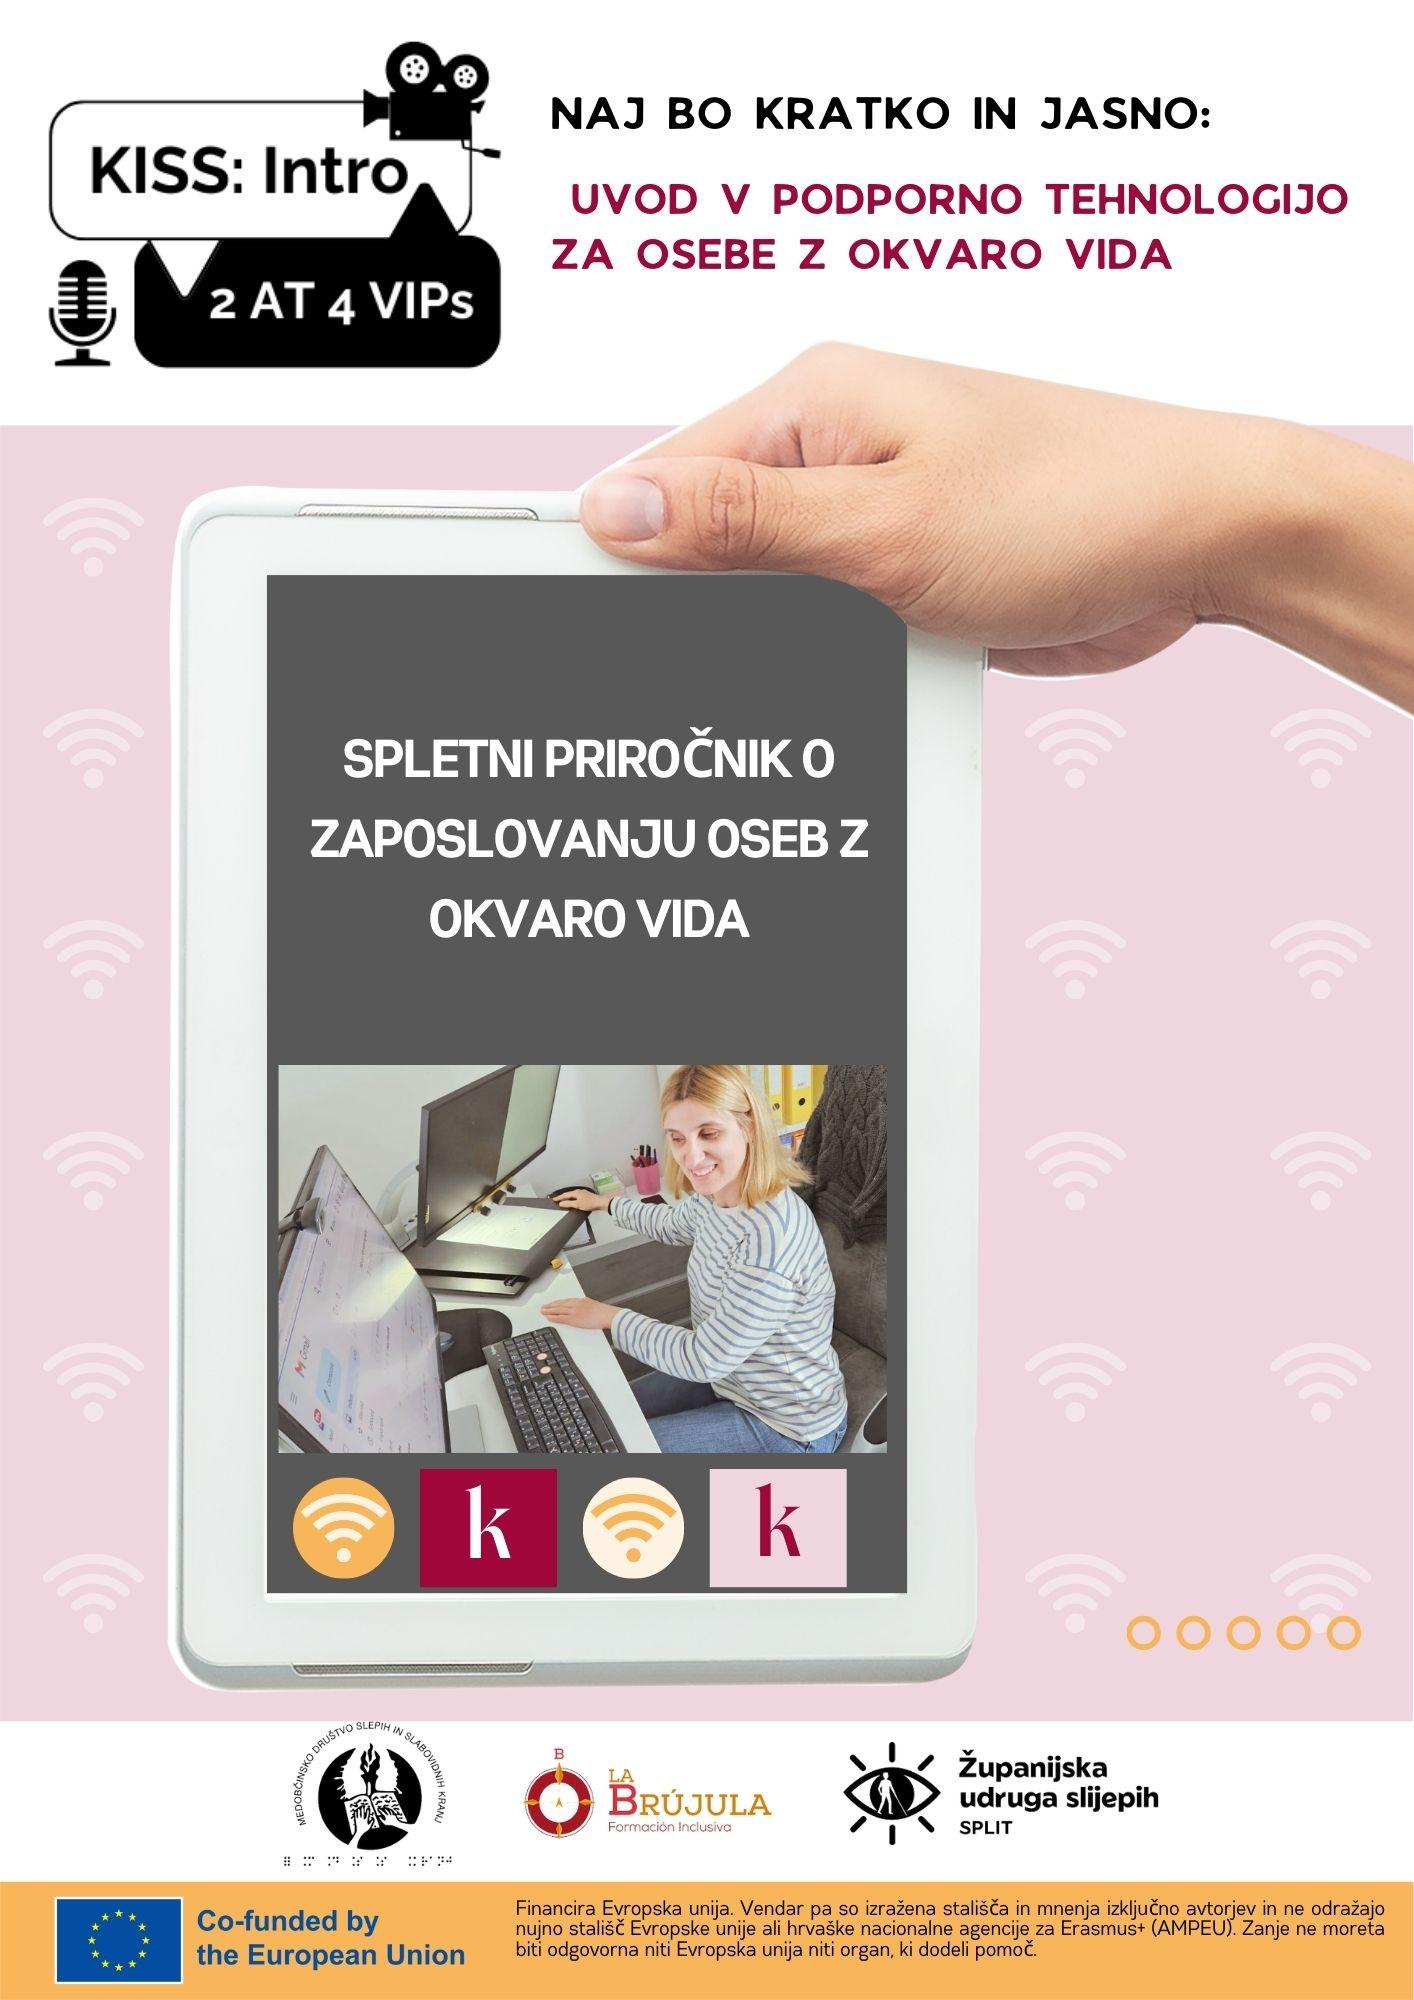 KISS: Intro
2 AT 4 VIPs
NAJ BO KRATKO IN JASNO:
UVOD V PODPORNO TEHNOLOGIJO
ZA OSEBE Z OKVARO VIDA
SPLETNI PRIROČNIK O
ZAPOSLOVANJU OSEB Z
OKVARO VIDA
Gmail
Compose
k
k
MEDOBČINSKO DRUŠTVO SLEPIH IN SLABOVIDNIH KRANJ
B
LA
BRÚJULA
Formación Inclusiva
Županijska
udruga slijepih
SPLIT
Co-funded by
the European Union
Financira Evropska unija. Vendar pa so izražena stališča in mnenja izključno avtorjev in ne odražajo
nujno stališč Evropske unije ali hrvaške nacionalne agencije za Erasmus+ (AMPEU). Zanje ne moreta
biti odgovorna niti Evropska unija niti organ, ki dodeli pomoč.